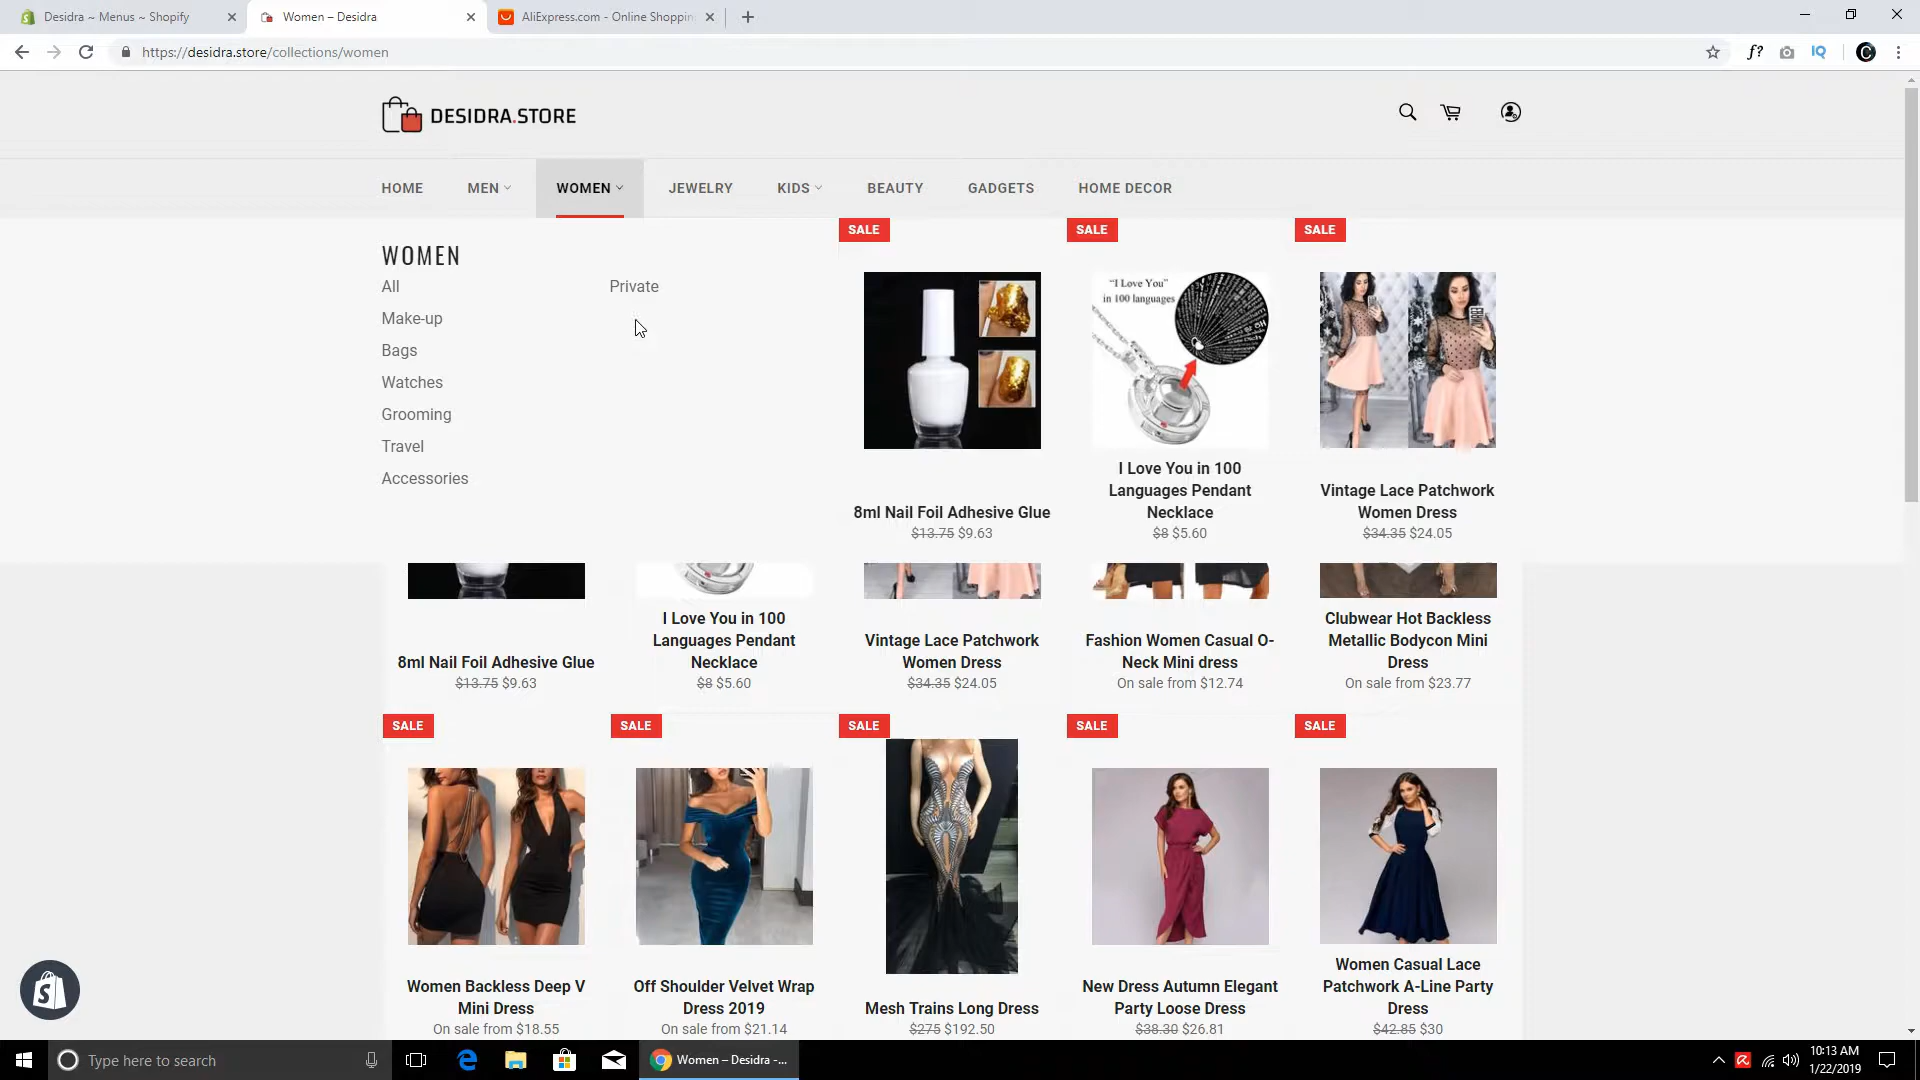 Desidra ~ Menus ~ Shopify
Women – Desidra
AliExpress.com - Online Shoppin
https://desidra.store/collections/women
f?
IQ
C
DESIDRA.STORE
HOME
MEN
WOMEN
JEWELRY
KIDS
BEAUTY
GADGETS
HOME DECOR
WOMEN
All
Make-up
Bags
Watches
Grooming
Travel
Accessories
Private
SALE
SALE
SALE
"I Love You"
in 100 languages
8ml Nail Foil Adhesive Glue
$13.75 $9.63
I Love You in 100
Languages Pendant
Necklace
$8 $5.60
Vintage Lace Patchwork
Women Dress
$34.35 $24.05
8ml Nail Foil Adhesive Glue
$13.75 $9.63
I Love You in 100
Languages Pendant
Necklace
$8 $5.60
Vintage Lace Patchwork
Women Dress
$34.35 $24.05
Fashion Women Casual O-
Neck Mini dress
On sale from $12.74
Clubwear Hot Backless
Metallic Bodycon Mini
Dress
On sale from $23.77
SALE
SALE
SALE
SALE
SALE
Women Backless Deep V
Mini Dress
On sale from $18.55
Off Shoulder Velvet Wrap
Dress 2019
On sale from $21.14
Mesh Trains Long Dress
$275 $192.50
New Dress Autumn Elegant
Party Loose Dress
$38.30 $26.81
Women Casual Lace
Patchwork A-Line Party
Dress
$42.85 $30
Type here to search
Women – Desidra -...
10:13 AM
1/22/2019